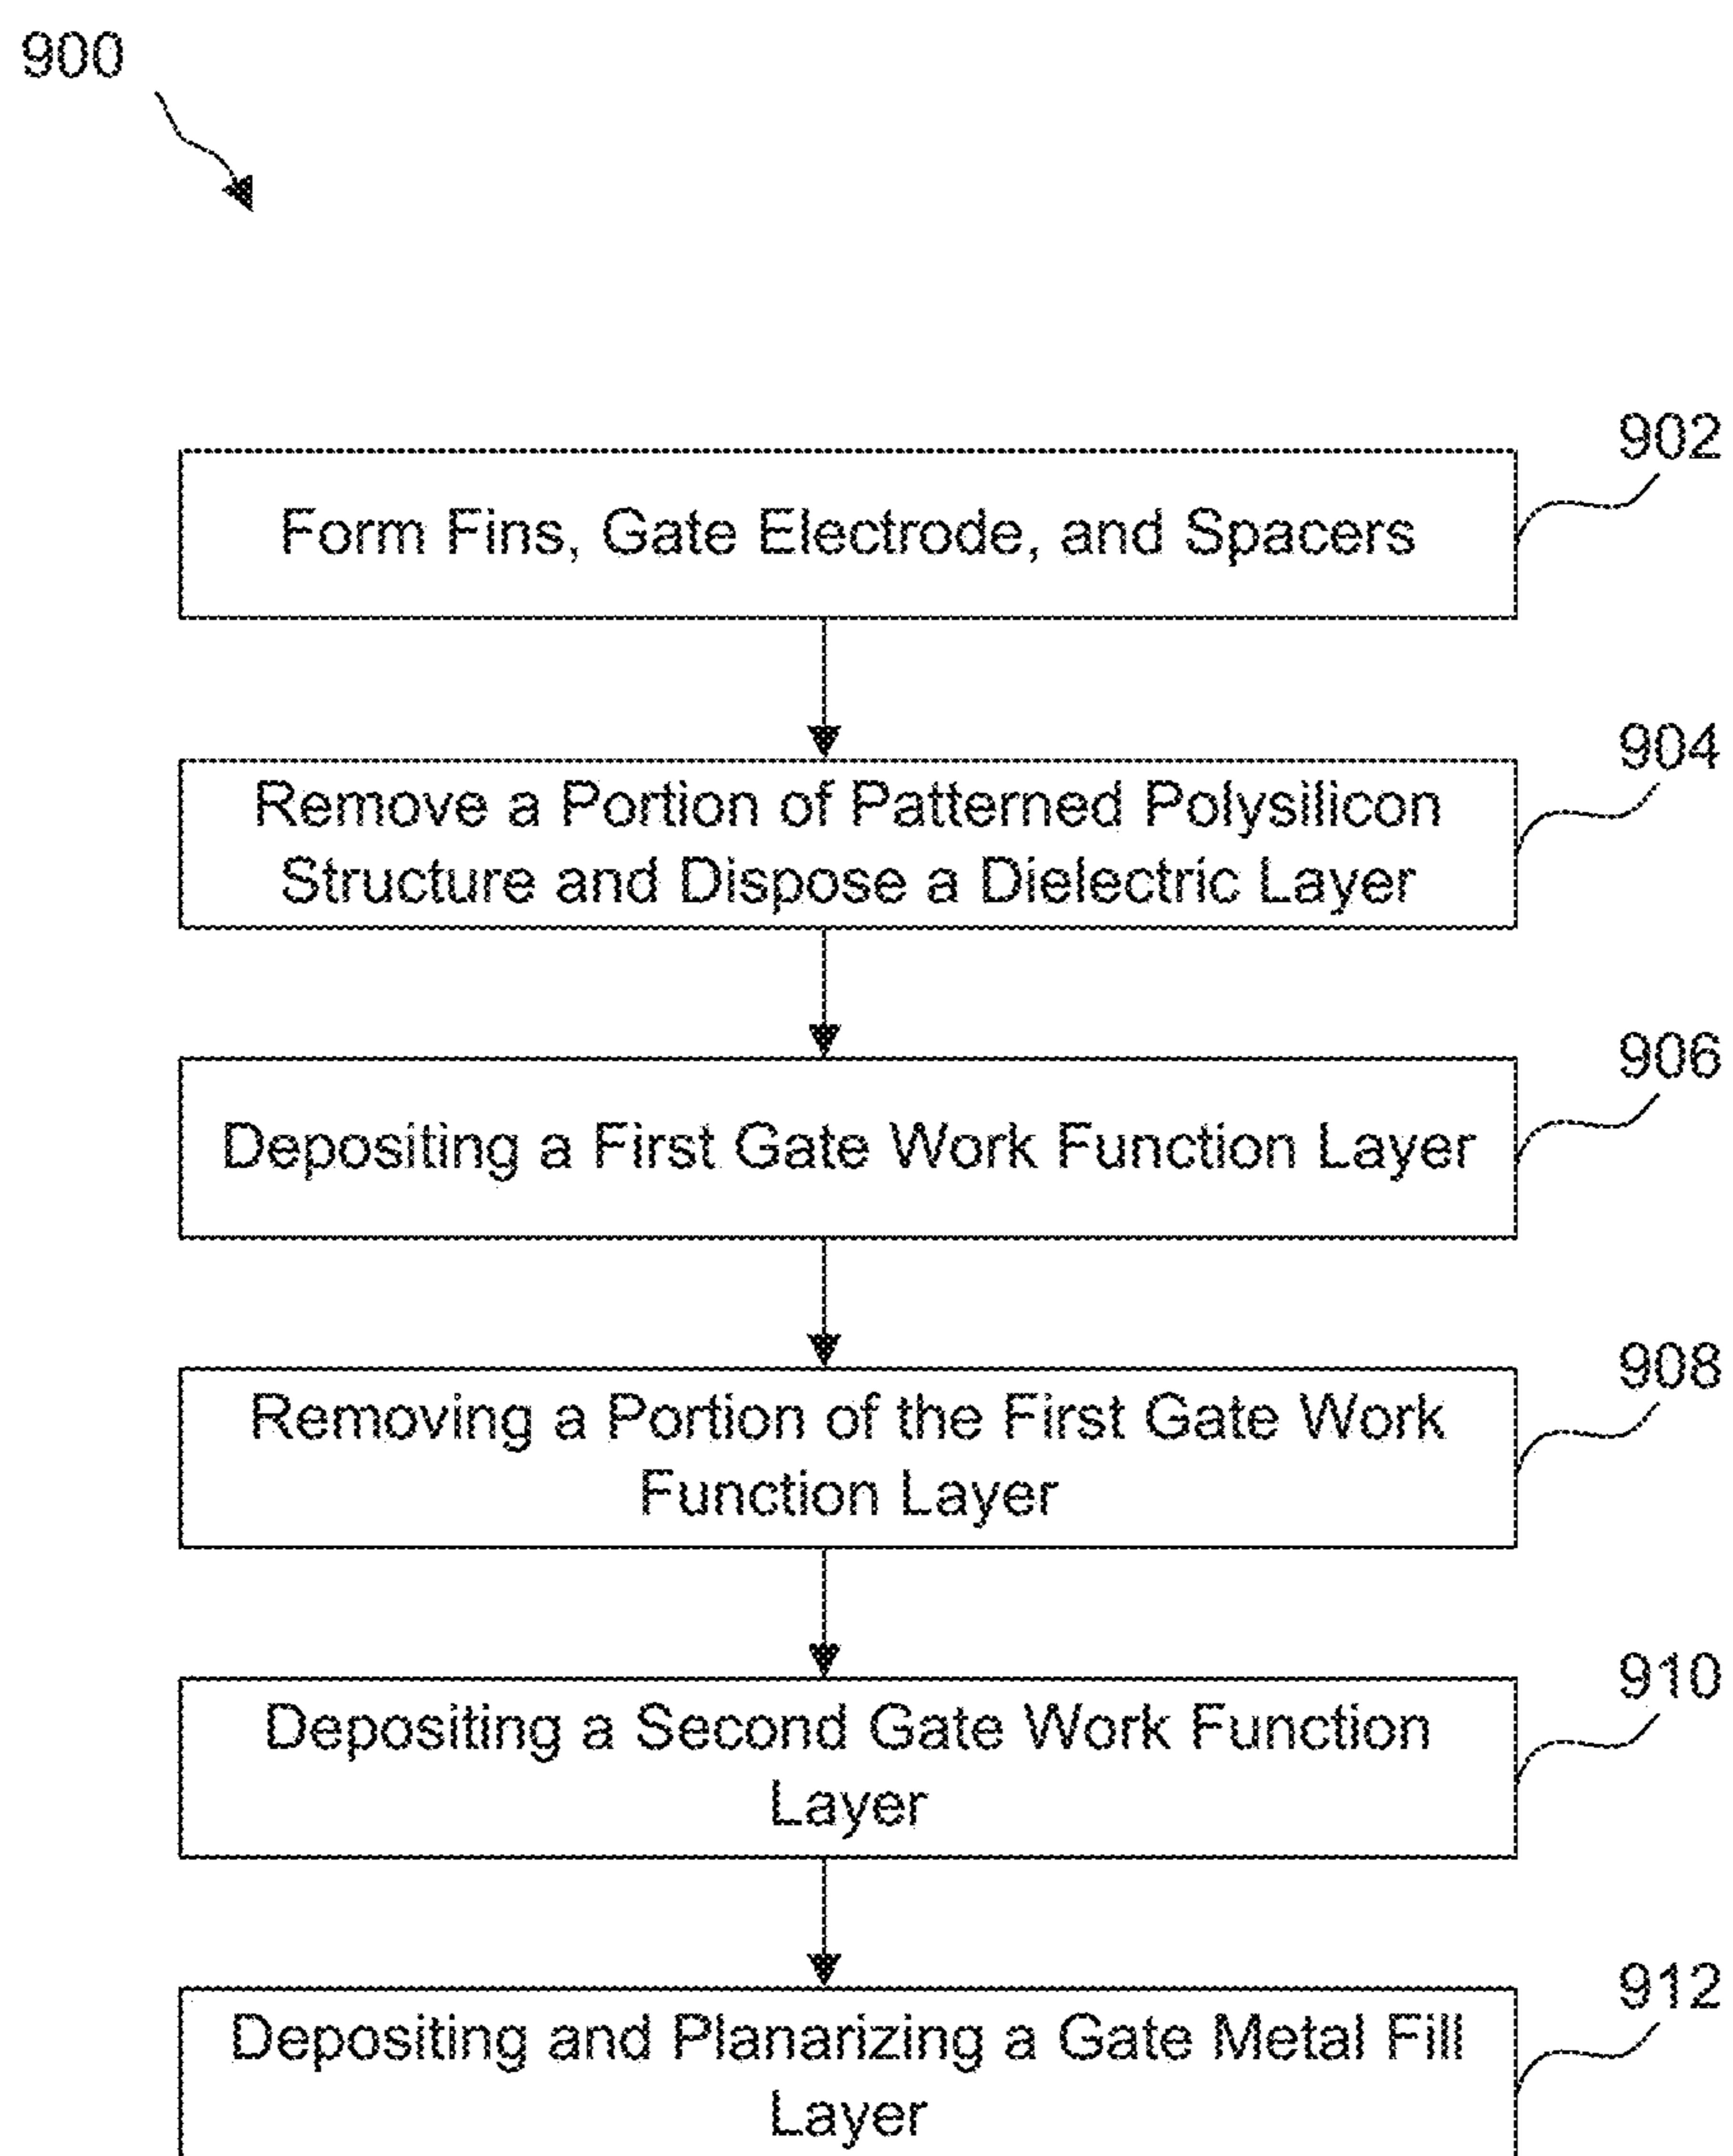 900
902
Form Fins, Gate Electrode, and Spacers
904
Remove a Portion of Patterned Polysilicon
Structure and Dispose a Dielectric Layer
906
Depositing a First Gate Work Function Layer
908
Removing a Portion of the First Gate Work
Function Layer
910
Depositing a Second Gate Work Function
Layer
912
Depositing and Planarizing a Gate Metal Fill
Layer